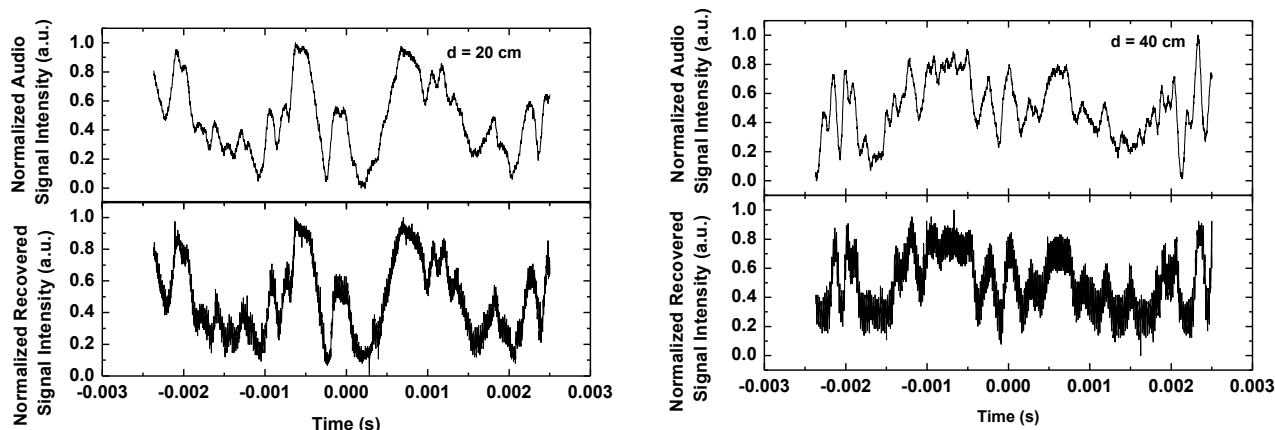 Normalized Audio
Signal Intensity (a.u.)
1.0
0.8
0.6
0.4
0.2
0.0
d = 20 cm
Normalized Recovered
Signal Intensity (a.u.)
1.0
0.8
0.6
0.4
0.2
0.0
-0.003 -0.002 -0.001 0.000 0.001 0.002 0.003
Time (s)
Normalized Audio
Signal Intensity (a.u.)
1.0
0.8
0.6
0.4
0.2
0.0
d = 40 cm
Normalized Recovered
Signal Intensity (a.u.)
1.0
0.8
0.6
0.4
0.2
0.0
-0.003 -0.002 -0.001 0.000 0.001 0.002 0.003
Time (s)